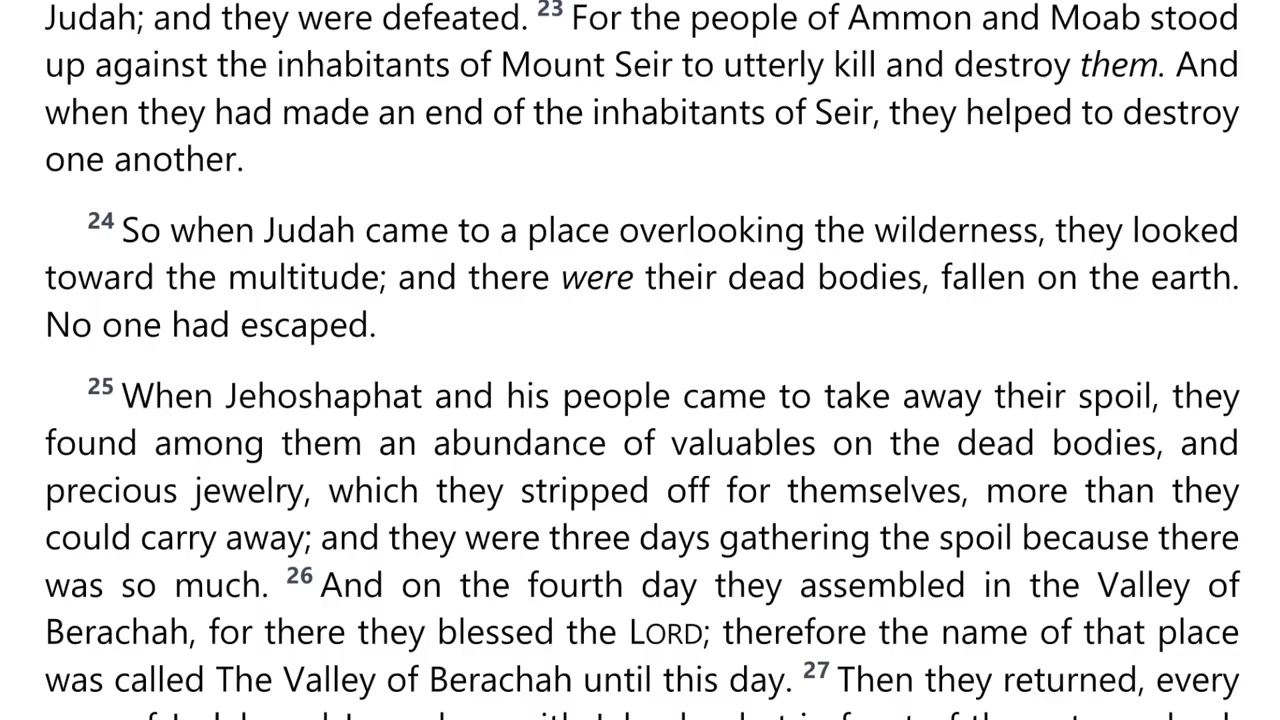 Judah; and they were defeated. 23 For the people of Ammon and Moab stood
up against the inhabitants of Mount Seir to utterly kill and destroy them. And
when they had made an end of the inhabitants of Seir, they helped to destroy
one another.
24 So when Judah came to a place overlooking the wilderness, they looked
toward the multitude; and there were their dead bodies, fallen on the earth.
No one had escaped.
25 When Jehoshaphat and his people came to take away their spoil, they
found among them an abundance of valuables on the dead bodies, and
precious jewelry, which they stripped off for themselves, more than they
could carry away; and they were three days gathering the spoil because there
was so much. 26 And on the fourth day they assembled in the Valley of
Berachah, for there they blessed the LORD; therefore the name of that place
was called The Valley of Berachah until this day. 27 Then they returned, every